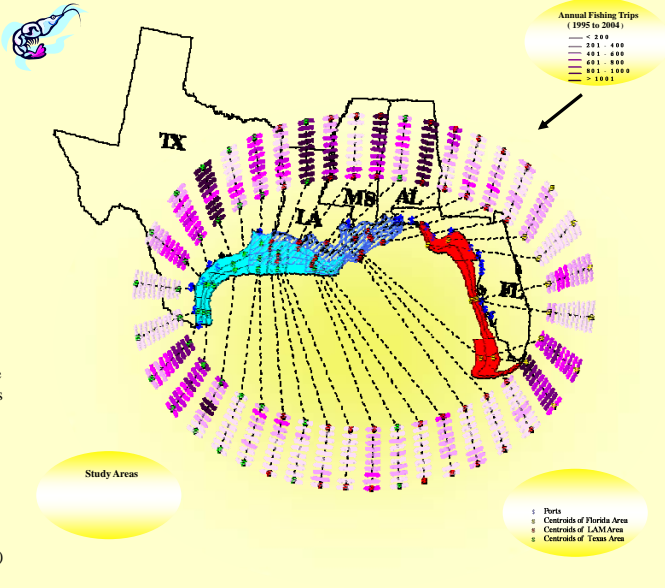 Annual Fishing Trips
( 1995 to 2004 )
< 200
201 - 400
401 - 600
601 - 800
801 - 1000
> 1001
TX
MS
AL
LA
FL
s
Study Areas
)
Ports
Centroids of Florida Area
Centroids of LAM Area
Centroids of Texas Area